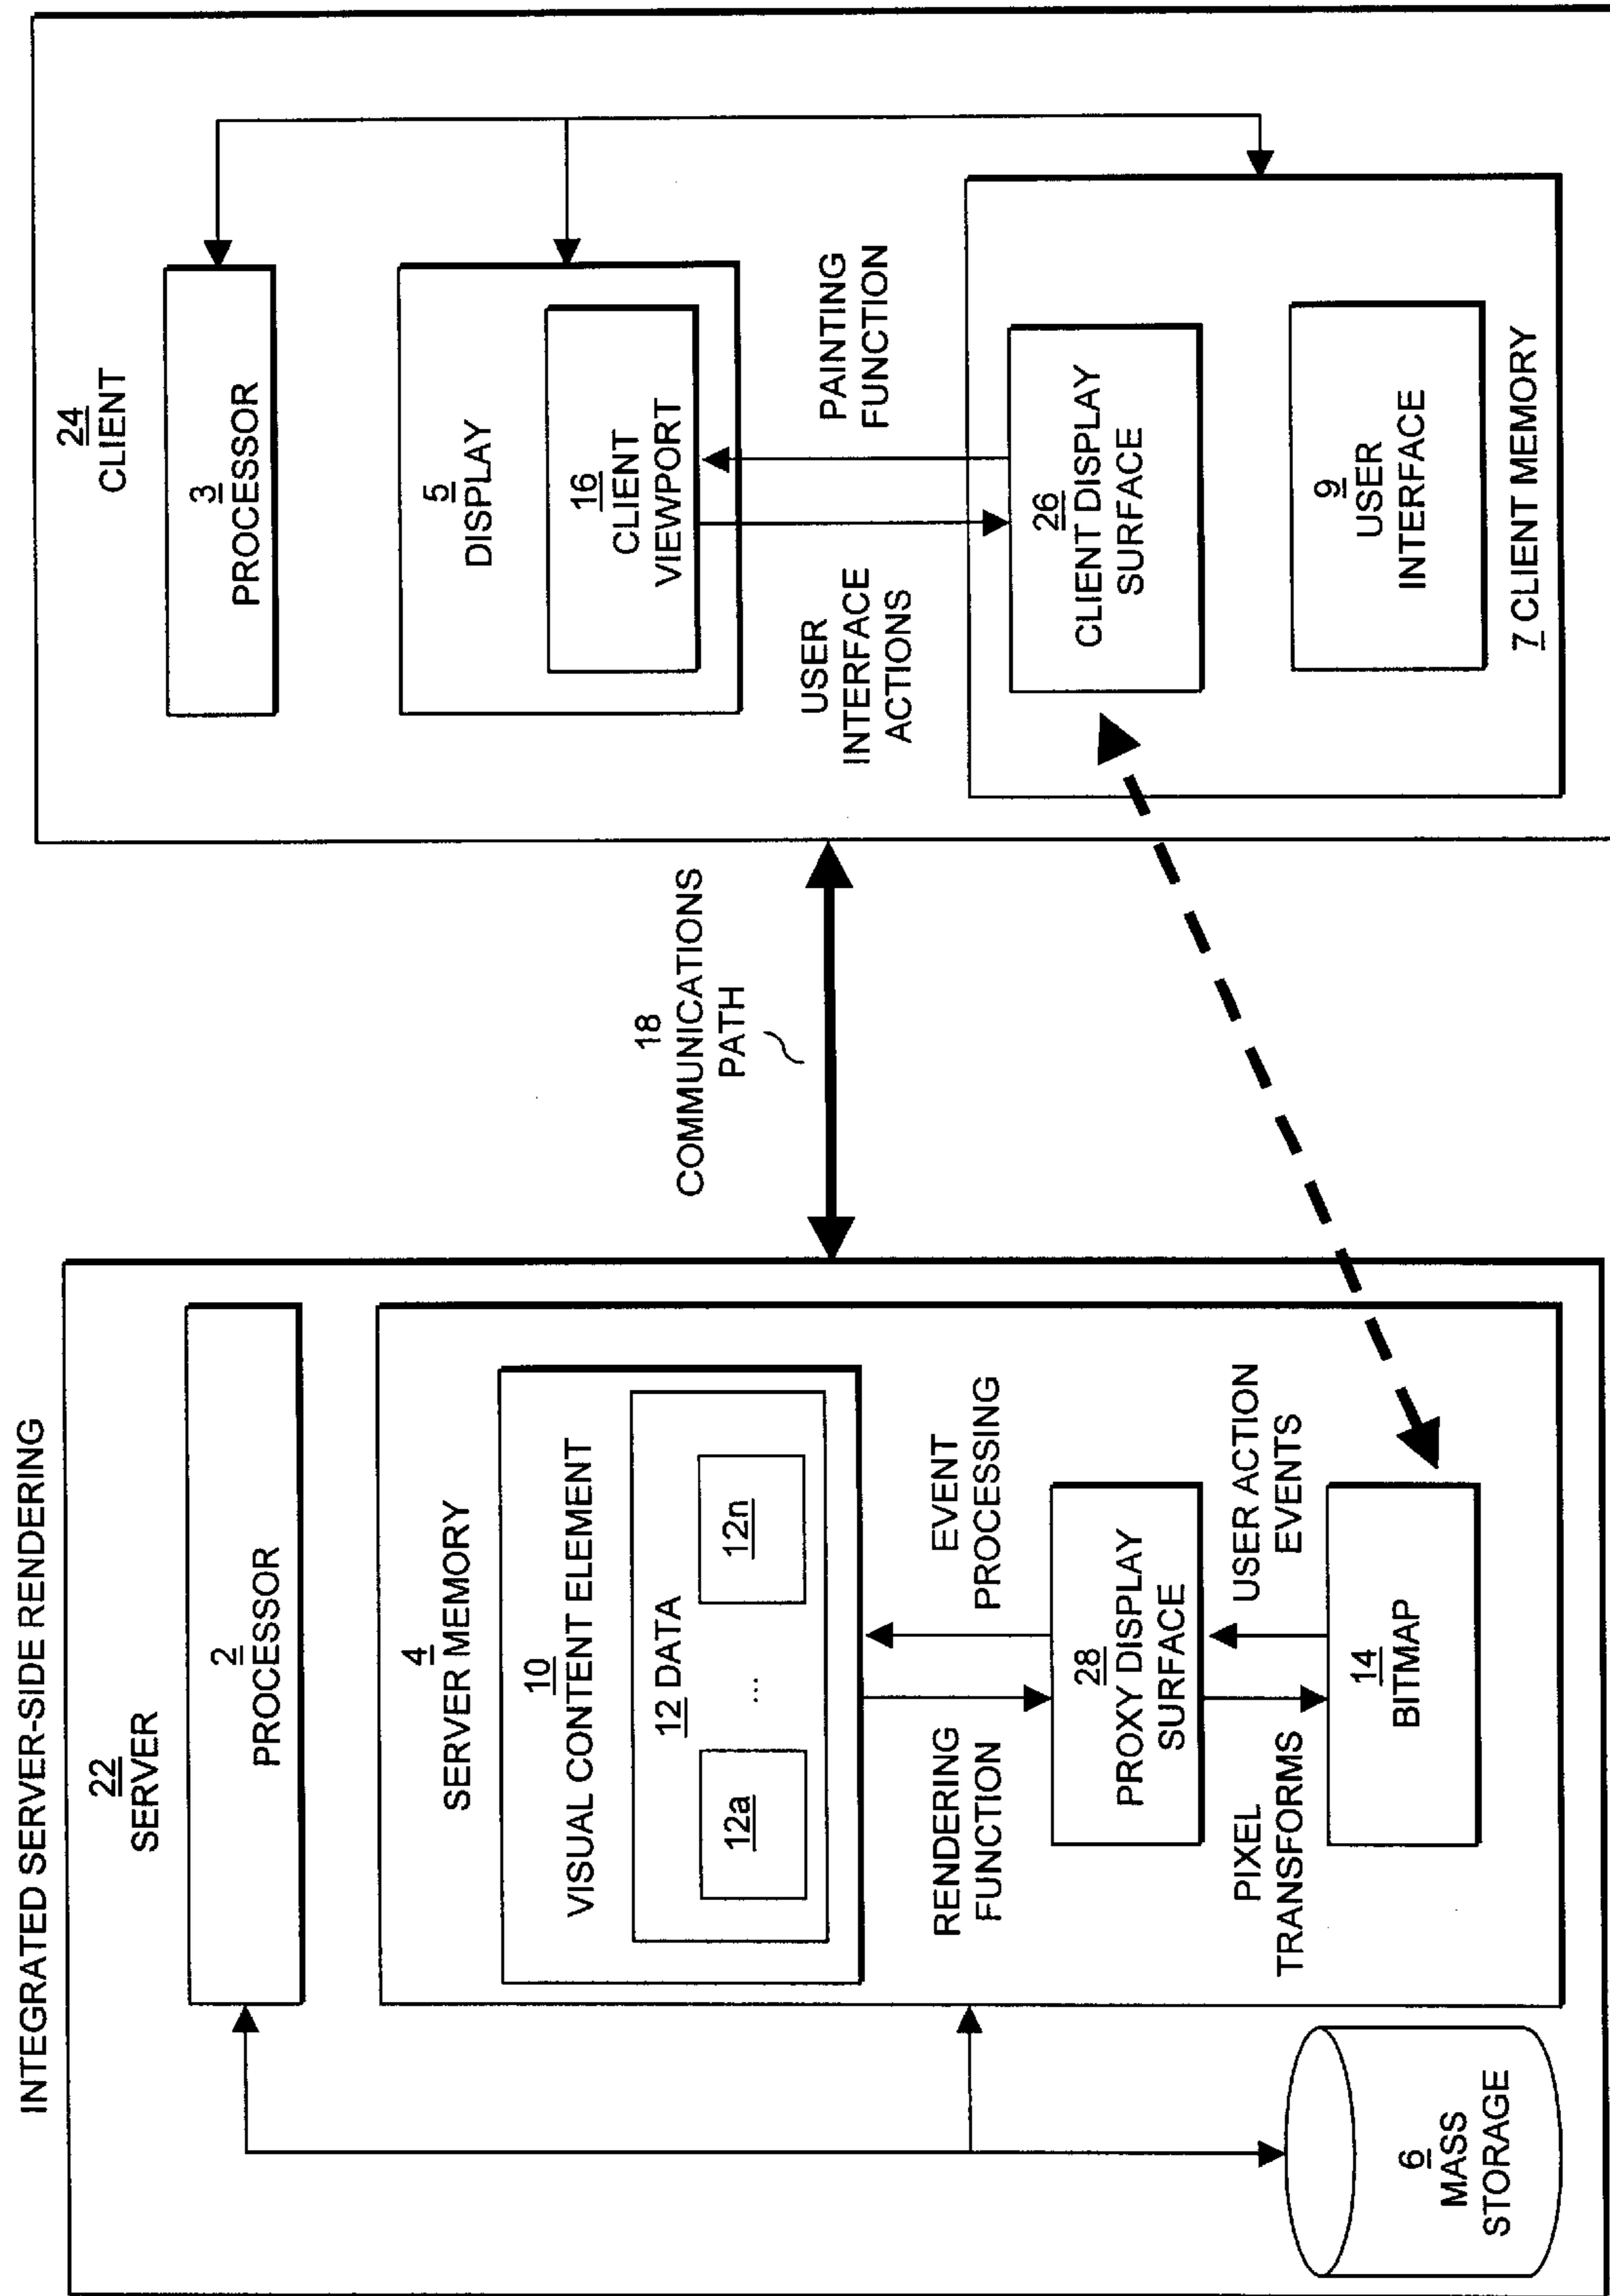 INTEGRATED SERVER-SIDE RENDERING
22
SERVER
2
PROCESSOR
4
SERVER MEMORY
10
VISUAL CONTENT ELEMENT
12 DATA
12a
...
12n
RENDERING
FUNCTION
EVENT
PROCESSING
28
PROXY DISPLAY
SURFACE
PIXEL
TRANSFORMS
USER ACTION
EVENTS
14
BITMAP
6
MASS
STORAGE
18
COMMUNICATIONS
PATH
24
CLIENT
3
PROCESSOR
5
DISPLAY
16
CLIENT
VIEWPORT
USER
INTERFACE
ACTIONS
PAINTING
FUNCTION
26
CLIENT DISPLAY
SURFACE
9
USER
INTERFACE
7 CLIENT MEMORY